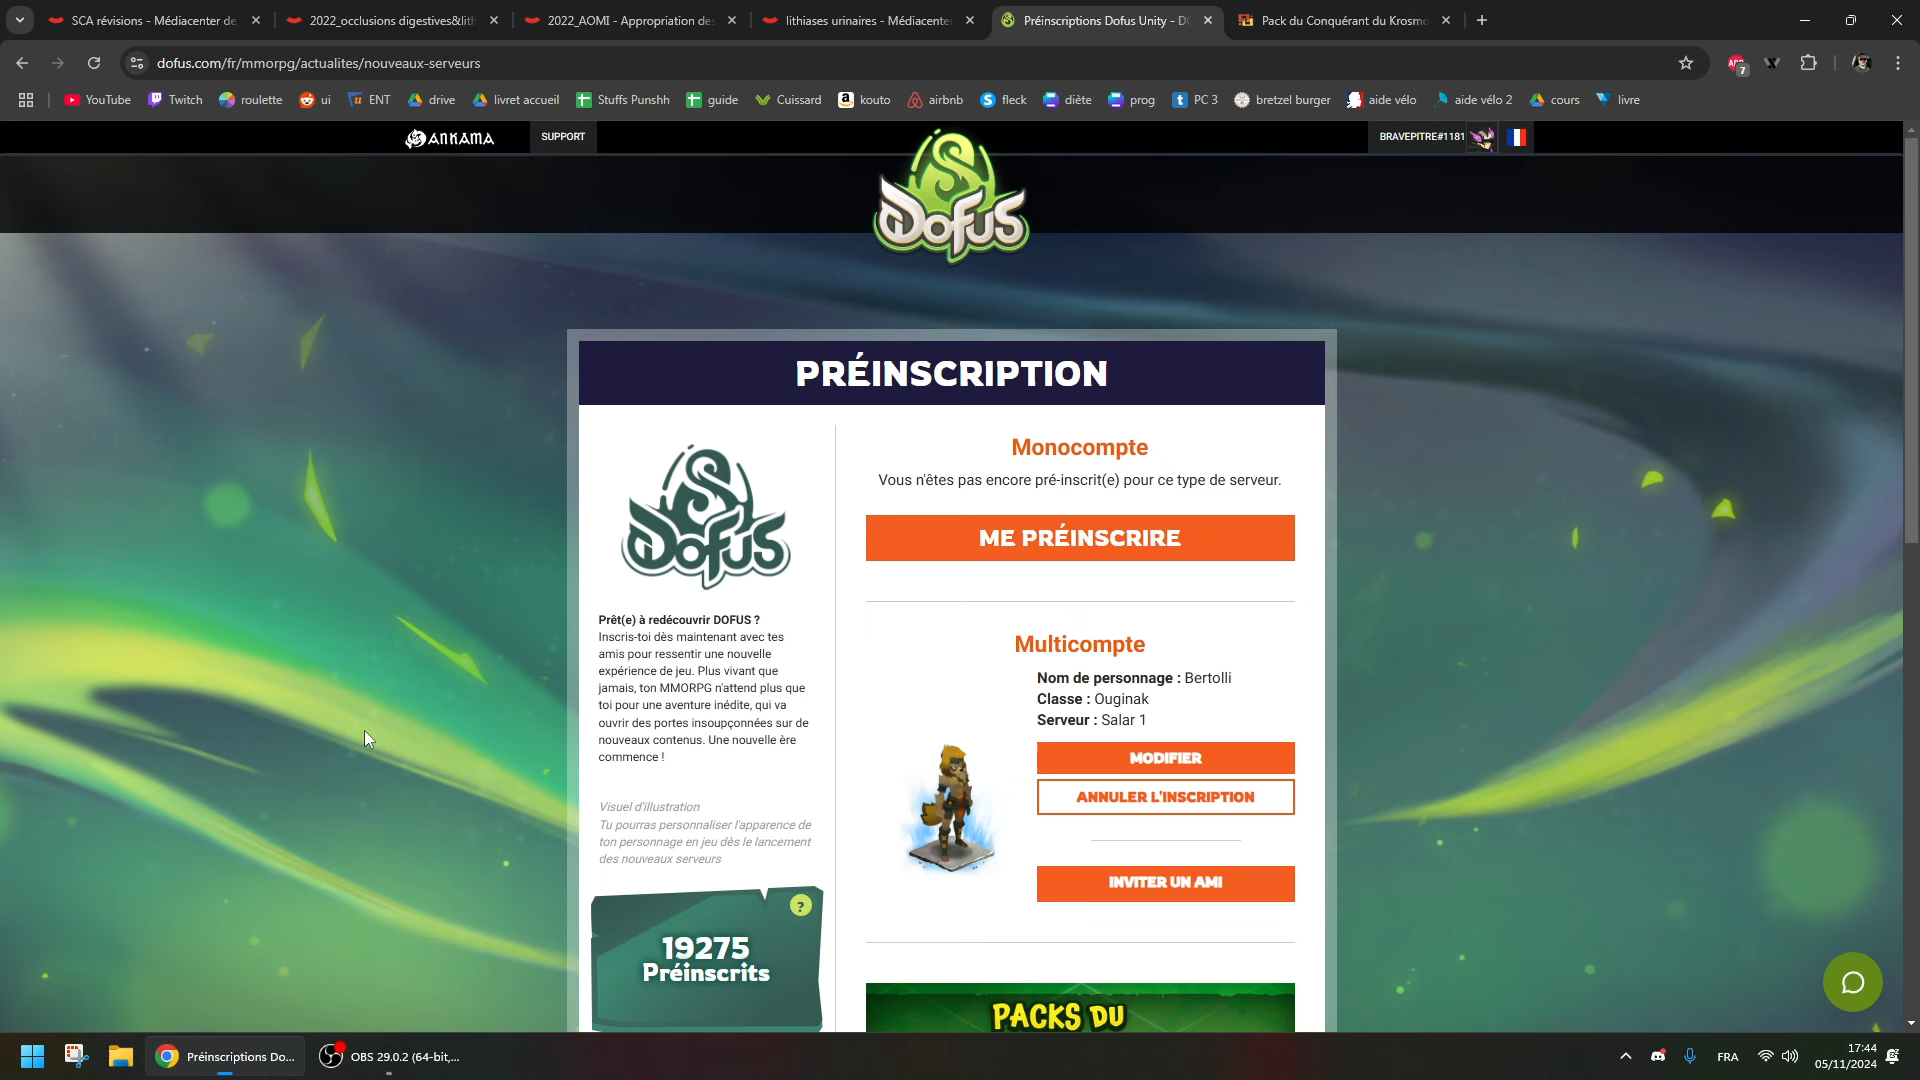 SCA révisions - Médiacenter de
2022_occlusions digestives&lith
2022_AOMI - Appropriation des
lithiases urinaires - Médiacenter
Préinscriptions Dofus Unity - DO
Pack du Conquérant du Krosmo
dofus.com/fr/mmorpg/actualites/nouveaux-serveurs
ABP
7
YouTube
Twitch
roulette
ui
ENT
drive
livret accueil
Stuffs Punshh
guide
Cuissard
kouto
airbnb
fleck
diète
prog
PC 3
bretzel burger
aide vélo
aide vélo 2
cours
livre
ANKAMA
SUPPORT
BRAVEPITRE#1181
DOFUS
PRÉINSCRIPTION
DOFUS
Prêt(e) à redécouvrir DOFUS ?
Inscris-toi dès maintenant avec tes
amis pour ressentir une nouvelle
expérience de jeu. Plus vivant que
jamais, ton MMORPG n'attend plus que
toi pour une aventure inédite, qui va
ouvrir des portes insoupçonnées sur de
nouveaux contenus. Une nouvelle ère
commence !
Visuel d'illustration
Tu pourras personnaliser l'apparence de
ton personnage en jeu dès le lancement
des nouveaux serveurs
?
19275
Préinscrits
Monocompte
Vous n'êtes pas encore pré-inscrit(e) pour ce type de serveur.
ME PRÉINSCRIRE
Multicompte
Nom de personnage : Bertolli
Classe : Ouginak
Serveur : Salar 1
MODIFIER
ANNULER L'INSCRIPTION
INVITER UN AMI
PACKS DU
Préinscriptions Do...
OBS 29.0.2 (64-bit,...
FRA
17:44
05/11/2024